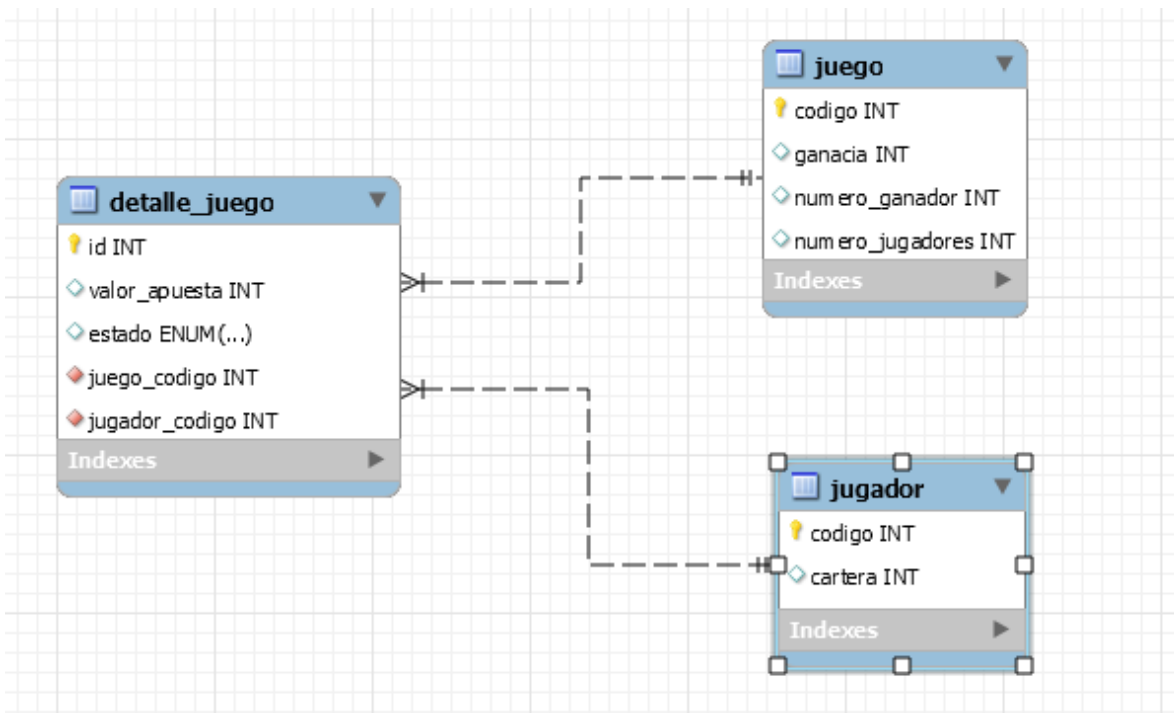 detalle_juego
id INT
valor_apuesta INT
estado ENUM(...)
juego_codigo INT
jugador_codigo INT
Indexes
juego
codigo INT
ganacia INT
numero_ganador INT
numero_jugadores INT
Indexes
jugador
codigo INT
cartera INT
Indexes